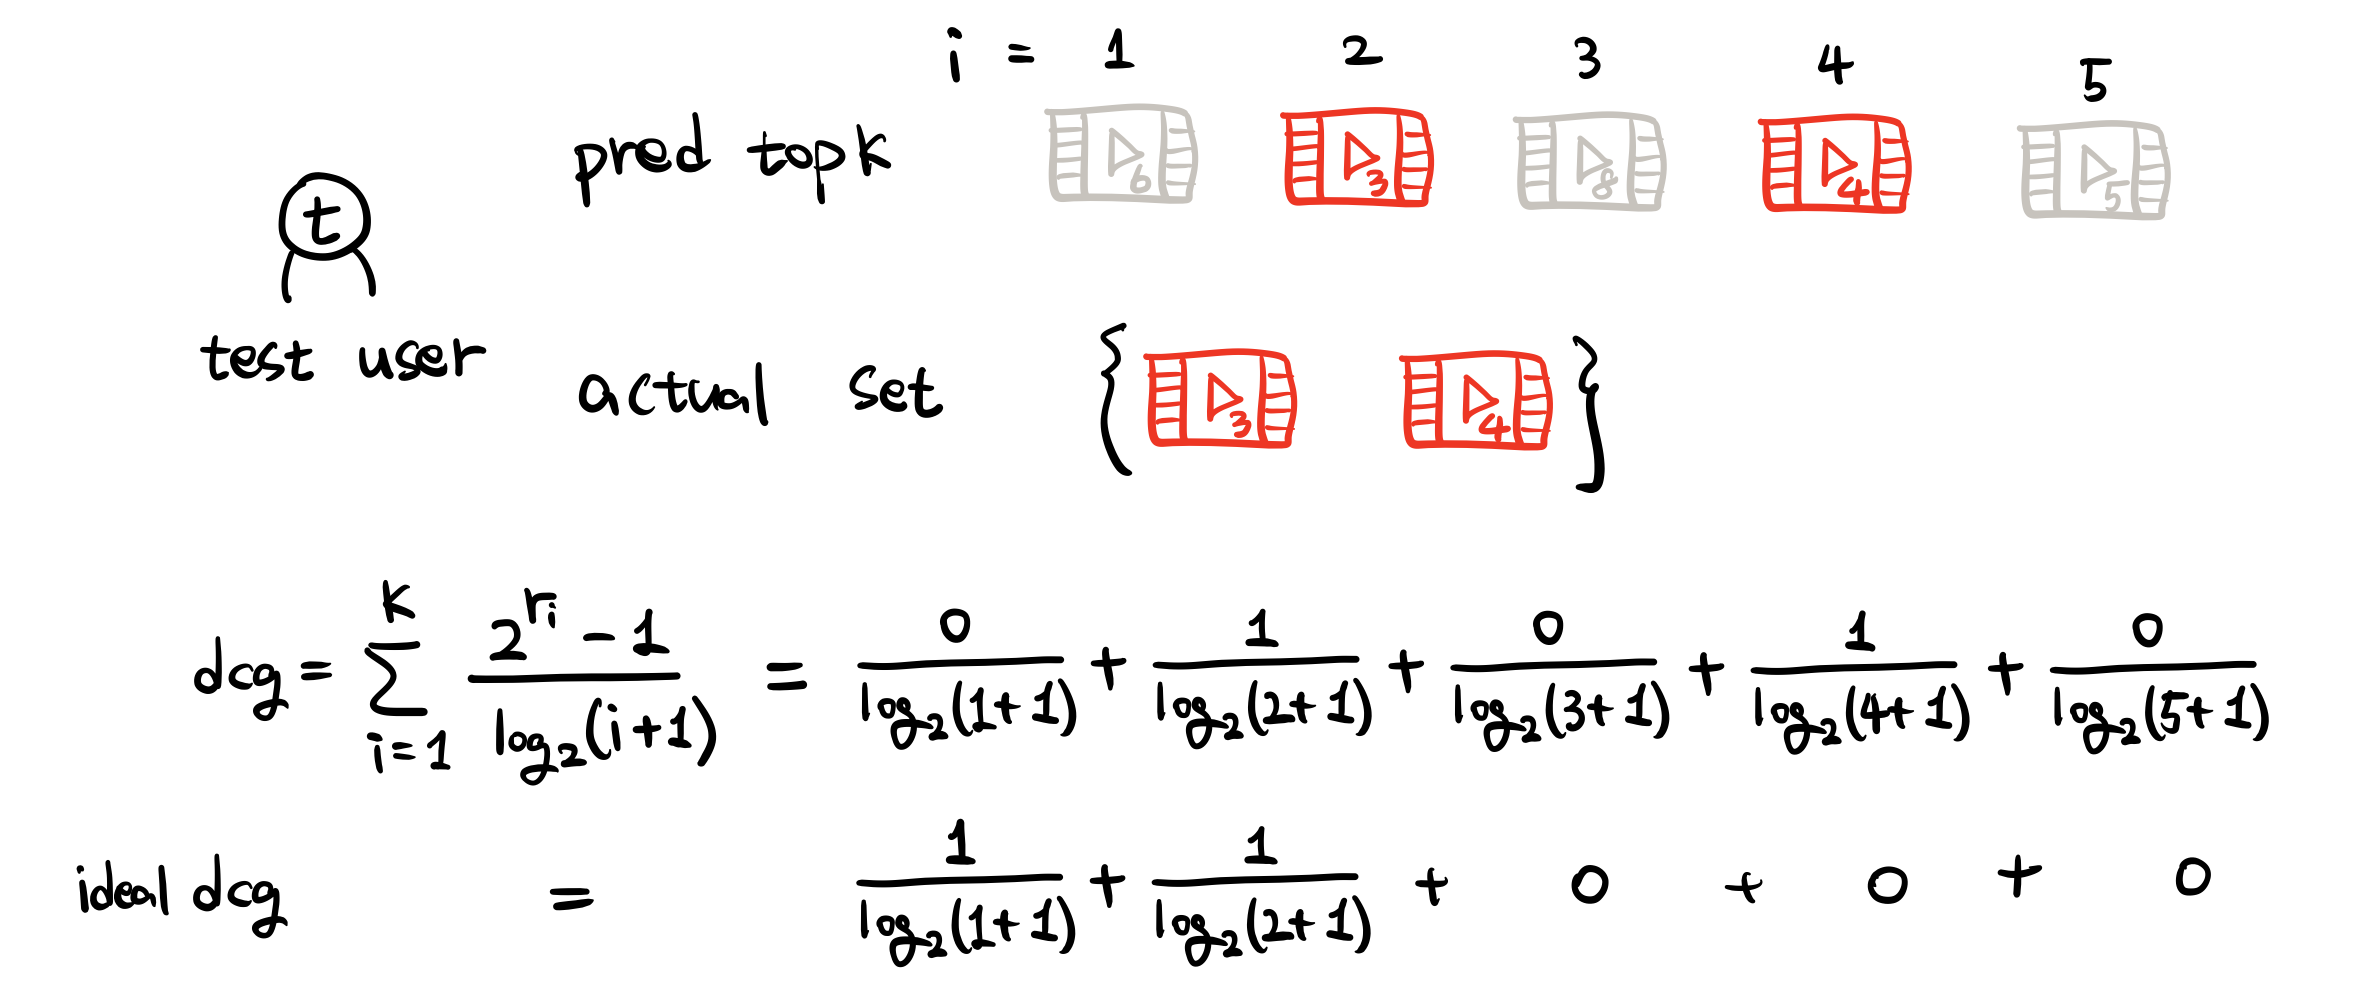 i = 1 2 3 4 5
pred topk 6 3 8 4 5
t
test user
actual set { 3 4 }
dcg = \sum_{i=1}^{K} \frac{2^{r_i} - 1}{log_2(i+1)} = \frac{0}{log_2(1+1)} + \frac{1}{log_2(2+1)} + \frac{0}{log_2(3+1)} + \frac{1}{log_2(4+1)} + \frac{0}{log_2(5+1)}
ideal dcg = \frac{1}{log_2(1+1)} + \frac{1}{log_2(2+1)} + 0 + 0 + 0